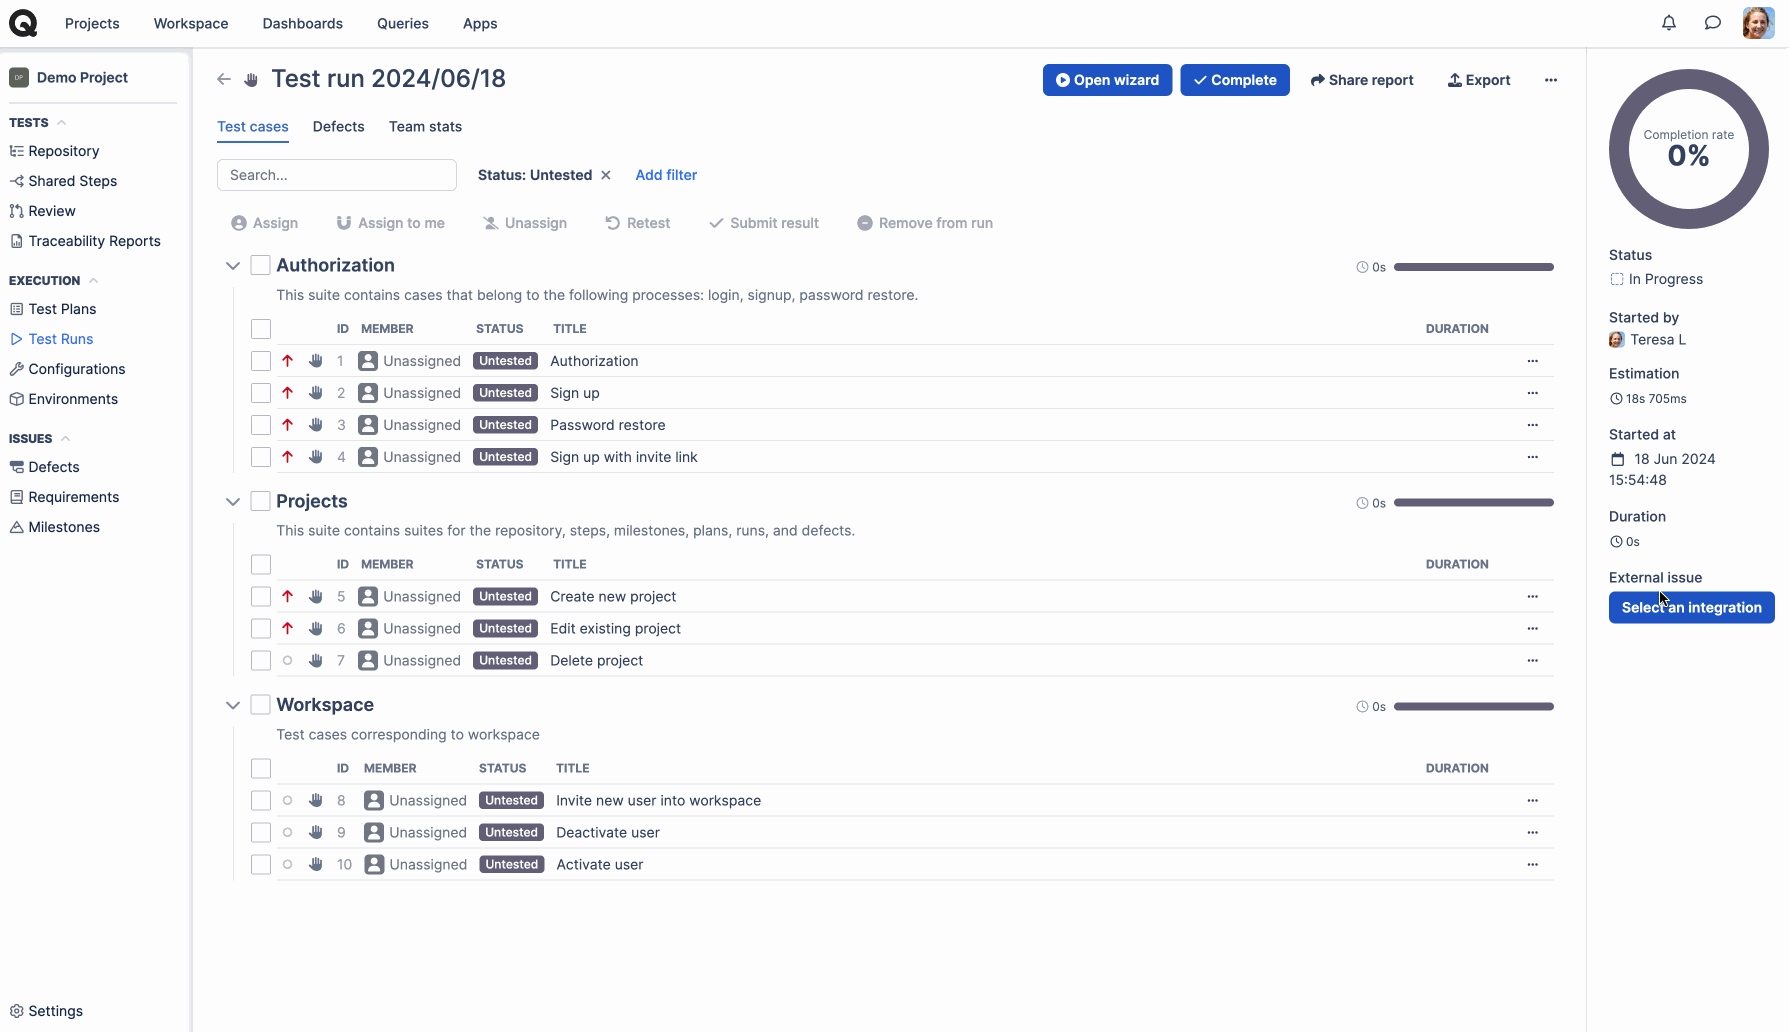 Projects Workspace Dashboards Queries Apps
DP Demo Project
TESTS
Repository
Shared Steps
Review
Traceability Reports
EXECUTION
Test Plans
Test Runs
Configurations
Environments
ISSUES
Defects
Requirements
Milestones
Settings
Test run 2024/06/18
Open wizard Complete Share report Export
Test cases Defects Team stats
Search... Status: Untested Add filter
Assign Assign to me Unassign Retest Submit result Remove from run
Authorization 0s
This suite contains cases that belong to the following processes: login, signup, password restore.
ID MEMBER STATUS TITLE DURATION
1 Unassigned Untested Authorization
2 Unassigned Untested Sign up
3 Unassigned Untested Password restore
4 Unassigned Untested Sign up with invite link
Projects 0s
This suite contains suites for the repository, steps, milestones, plans, runs, and defects.
ID MEMBER STATUS TITLE DURATION
5 Unassigned Untested Create new project
6 Unassigned Untested Edit existing project
7 Unassigned Untested Delete project
Workspace 0s
Test cases corresponding to workspace
ID MEMBER STATUS TITLE DURATION
8 Unassigned Untested Invite new user into workspace
9 Unassigned Untested Deactivate user
10 Unassigned Untested Activate user
Completion rate
0%
Status
In Progress
Started by
Teresa L
Estimation
18s 705ms
Started at
18 Jun 2024
15:54:48
Duration
0s
External issue
Select an integration